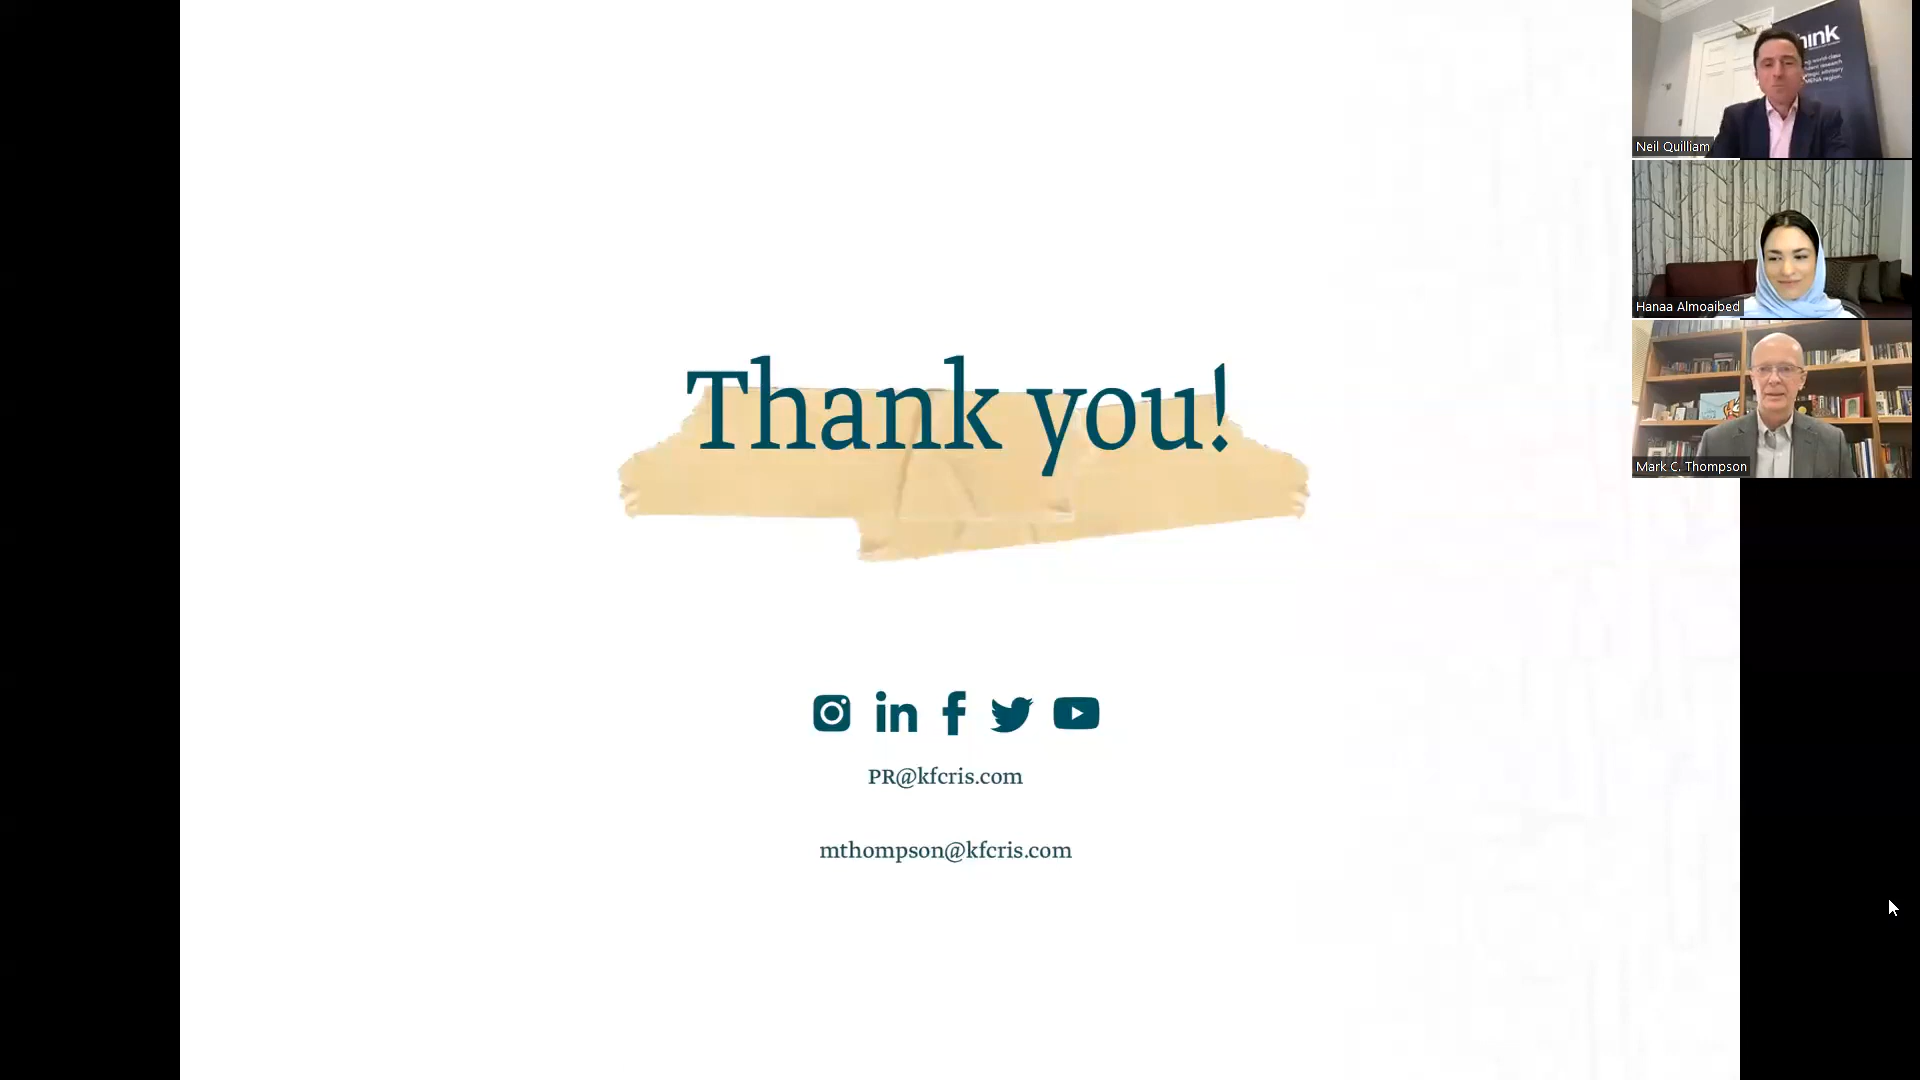 Thank you!
PR@kfcris.com
mthompson@kfcris.com
Neil Quilliam
Hanaa Almoaibed
Mark C. Thompson